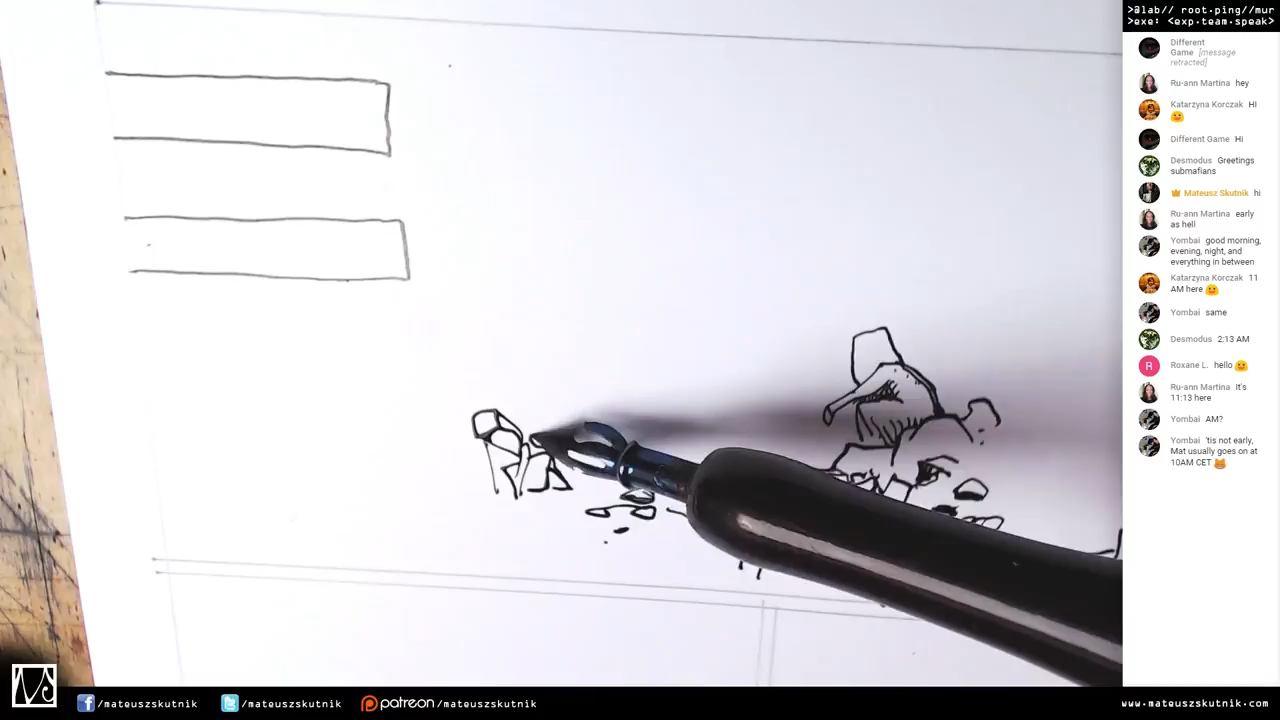 >@lab// root.ping//mur
>exe: <exp.team.speak>
Different
Game [message
retracted]
Ru-ann Martina hey
Katarzyna Korczak HI
Different Game Hi
Desmodus Greetings
submafians
Mateusz Skutnik hi
Ru-ann Martina early
as hell
Yombai good morning,
evening, night, and
everything in between
Katarzyna Korczak 11
AM here
Yombai same
Desmodus 2:13 AM
R
Roxane L. hello
Ru-ann Martina It's
11:13 here
Yombai AM?
Yombai 'tis not early,
Mat usually goes on at
10AM CET
MS
/mateuszskutnik
/mateuszskutnik
patreon/mateuszskutnik
www.mateuszskutnik.com